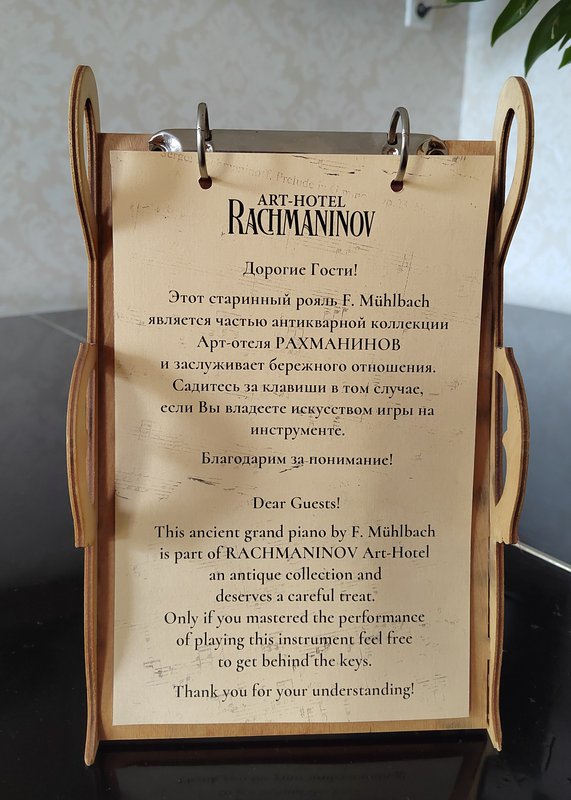 ART-HOTEL
RACHMANINOV
Дорогие Гости!
Этот старинный рояль F. Mühlbach
является частью антикварной коллекции
Арт-отеля РАХМАНИНОВ
и заслуживает бережного отношения.
Садитесь за клавиши в том случае,
если Вы владеете искусством игры на
инструменте.
Благодарим за понимание!
Dear Guests!
This ancient grand piano by F. Mühlbach
is part of RACHMANINOV Art-Hotel
an antique collection and
deserves a careful treat.
Only if you mastered the performance
of playing this instrument feel free
to get behind the keys.
Thank you for your understanding!